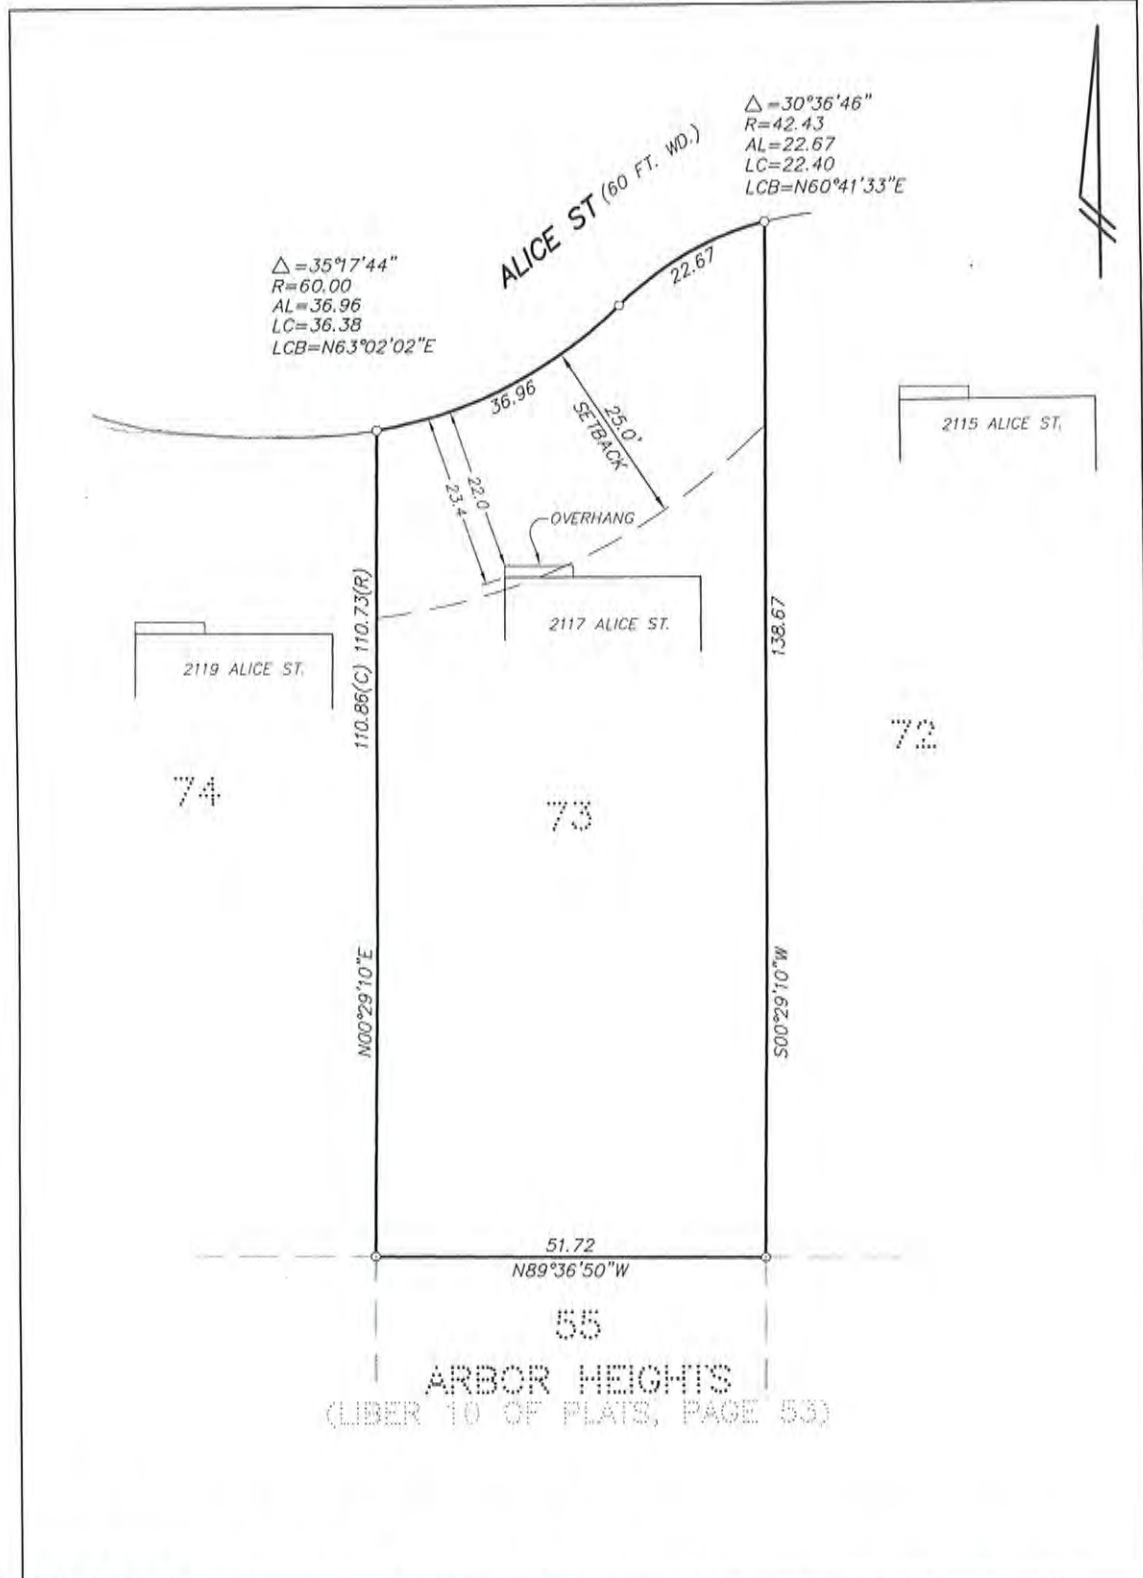 △=30°36'46"
R=42.43
AL=22.67
LC=22.40
LCB=N60°41'33"E
ALICE ST (60 FT. WD.)
22.67
△=35°17'44"
R=60.00
AL=36.96
LC=36.38
LCB=N63°02'02"E
36.96
25.0'
SETBACK
2115 ALICE ST.
22.0
23.4
OVERHANG
2117 ALICE ST.
2119 ALICE ST.
110.86(C) 110.73(R)
138.67
74
73
72
N00°29'10"E
S00°29'10"W
51.72
N89°36'50"W
55
ARBOR HEIGHTS
(LIBER 10 OF PLATS, PAGE 53)